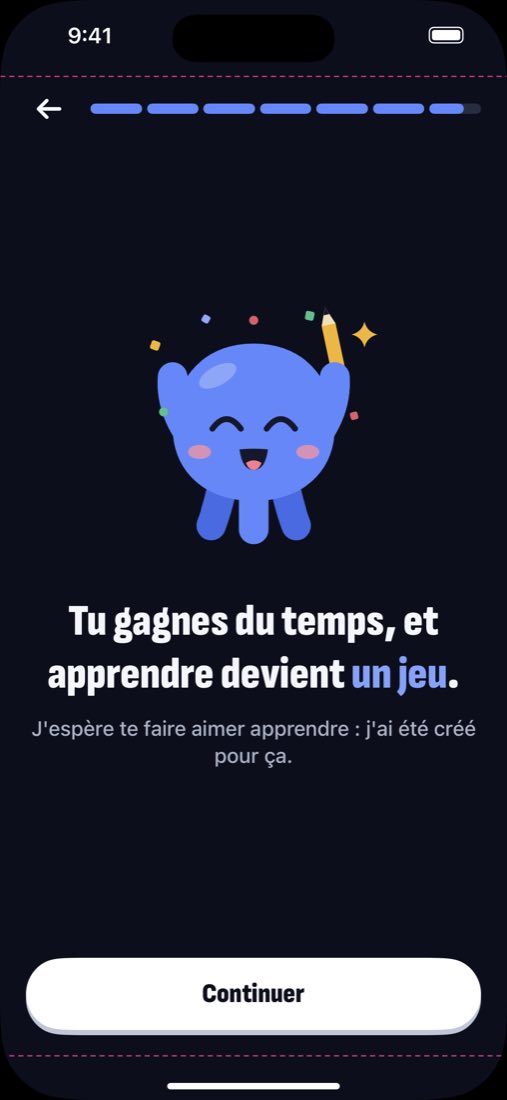 9:41
Tu gagnes du temps, et
apprendre devient un jeu.
J'espère te faire aimer apprendre : j'ai été créé
pour ça.
Continuer